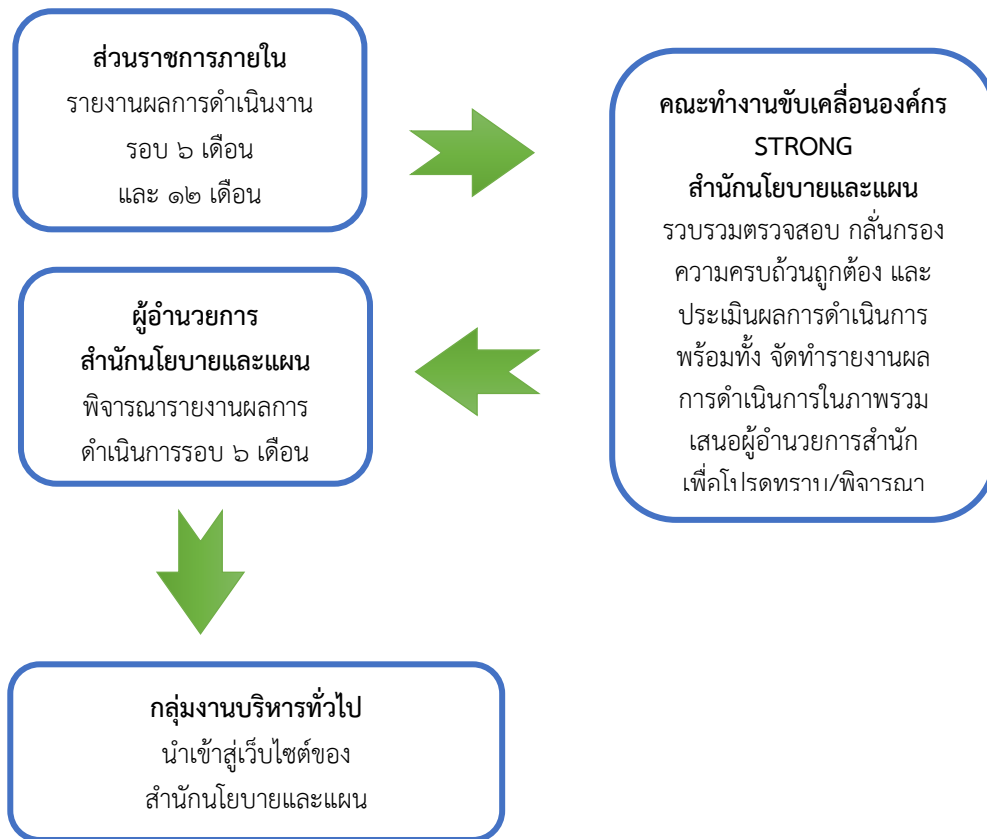 ส่วนราชการภายใน
รายงานผลการดำเนินงาน
รอบ ๖ เดือน
และ ๑๒ เดือน
คณะทำงานขับเคลื่อนองค์กร
STRONG
สำนักนโยบายและแผน
รวบรวมตรวจสอบ กลั่นกรอง
ความครบถ้วนถูกต้อง และ
ประเมินผลการดำเนินการ
พร้อมทั้ง จัดทำรายงานผล
การดำเนินการในภาพรวม
เสนอผู้อำนวยการสำนัก
เพื่อโปรดทราบ/พิจารณา
ผู้อำนวยการ
สำนักนโยบายและแผน
พิจารณารายงานผลการ
ดำเนินการรอบ ๖ เดือน
กลุ่มงานบริหารทั่วไป
นำเข้าสู่เว็บไซต์ของ
สำนักนโยบายและแผน